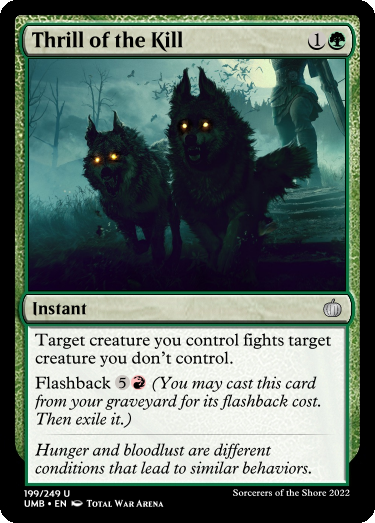 Thrill of the Kill 1
Instant
Target creature you control fights target
creature you don't control.
Flashback 5 (You may cast this card
from your graveyard for its flashback cost.
Then exile it.)
Hunger and bloodlust are different
conditions that lead to similar behaviors.
199/249 U
UMB • EN Total War Arena
Sorcerers of the Shore 2022